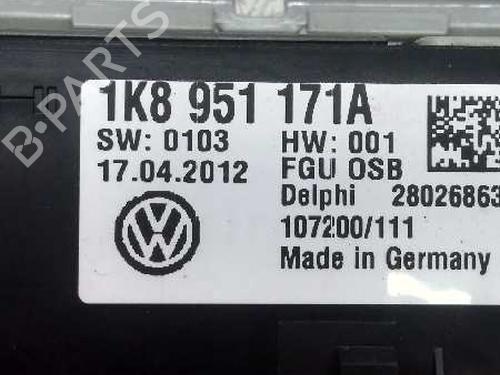 B-PARTS
1K8 951 171A
SW: 0103 HW: 001
17.04.2012 FGU OSB
Delphi 28026863
107200/111
Made in Germany